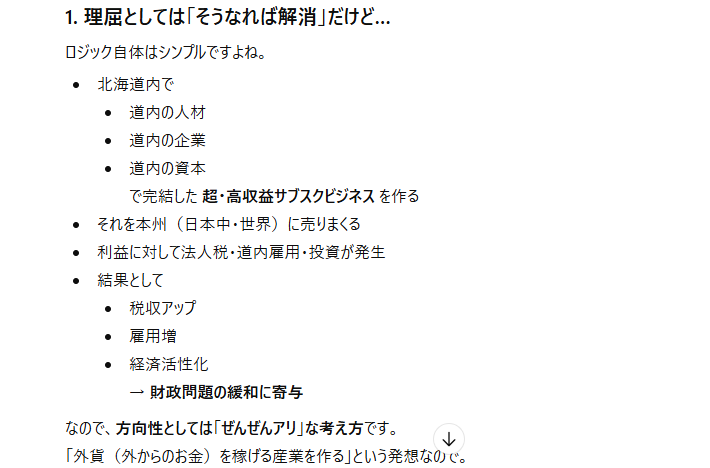 1. 理屈としては「そうなれば解消」だけど…
ロジック自体はシンプルですよね。
● 北海道内で
● 道内の人材
● 道内の企業
● 道内の資本
で完結した 超・高収益サブスクビジネス を作る
● それを本州（日本中・世界）に売りまくる
● 利益に対して法人税・道内雇用・投資が発生
● 結果として
● 税収アップ
● 雇用増
● 経済活性化
→ 財政問題の緩和に寄与
なので、方向性としては「ぜんぜんアリ」な考え方です。
「外貨（外からのお金）を稼げる産業を作る」という発想なので。